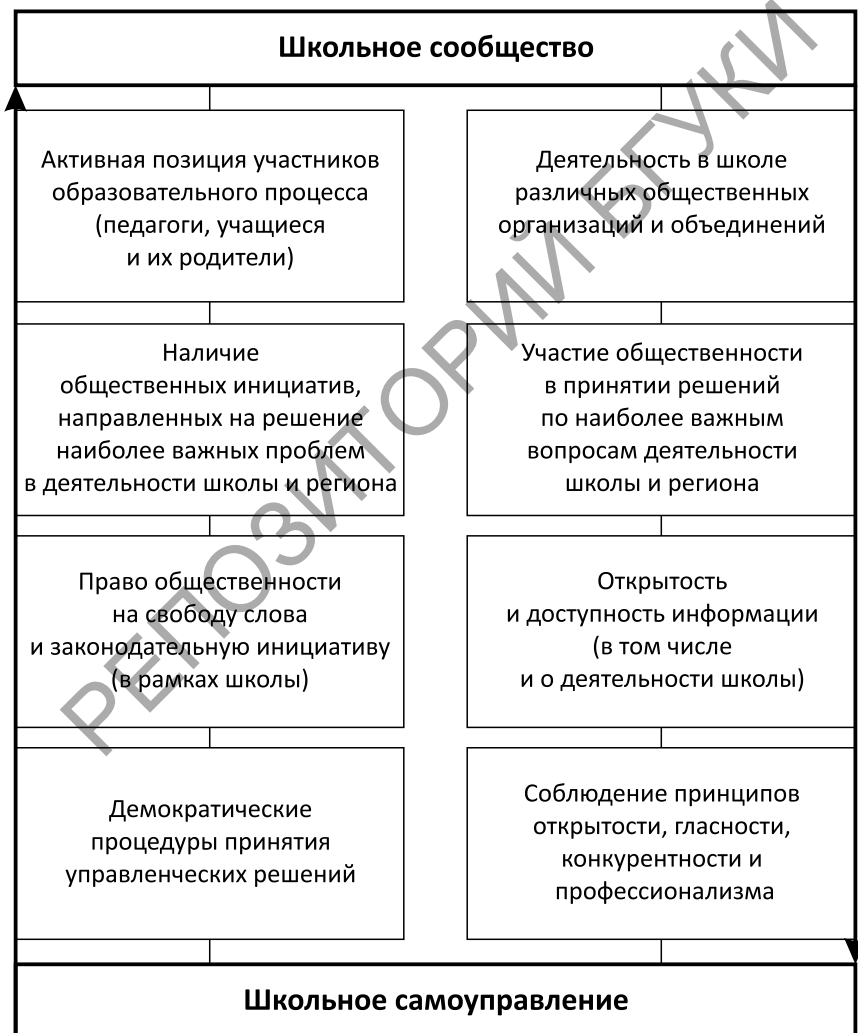 Школьное сообщество
Активная позиция участников
образовательного процесса
(педагоги, учащиеся
и их родители)
Деятельность в школе
различных общественных
организаций и объединений
Наличие
общественных инициатив,
направленных на решение
наиболее важных проблем
в деятельности школы и региона
Участие общественности
в принятии решений
по наиболее важным
вопросам деятельности
школы и региона
Право общественности
на свободу слова
и законодательную инициативу
(в рамках школы)
Открытость
и доступность информации
(в том числе
и о деятельности школы)
Демократические
процедуры принятия
управленческих решений
Соблюдение принципов
открытости, гласности,
конкурентности и
профессионализма
Школьное самоуправление
РЕПОЗИТОРИЙ БГУКИ